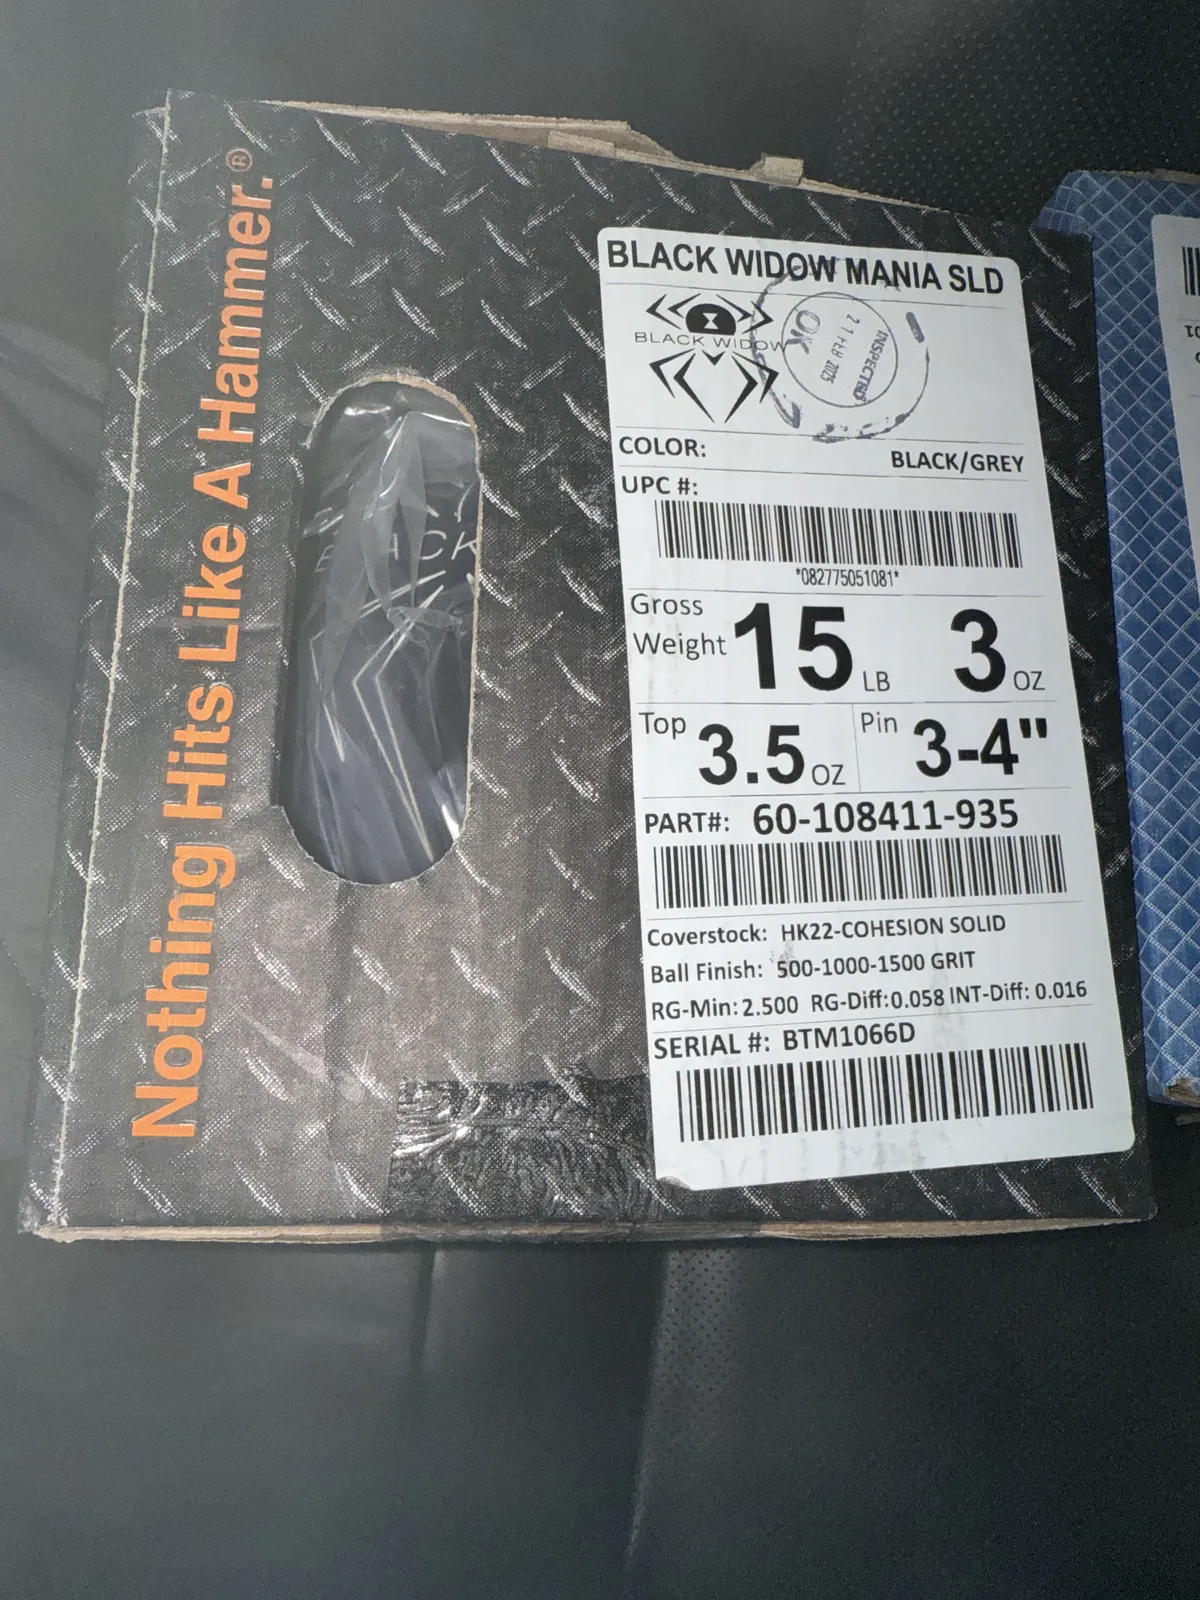 Nothing Hits Like A Hammer.®
BLACK WIDOW MANIA SLD
BLACK WIDOW
OK
21 FEB 2025
INSPECTED
COLOR: BLACK/GREY
UPC #:
*082775051081*
Gross Weight 15 LB 3 OZ
Top 3.5 OZ Pin 3-4"
PART#: 60-108411-935
Coverstock: HK22-COHESION SOLID
Ball Finish: 500-1000-1500 GRIT
RG-Min: 2.500 RG-Diff: 0.058 INT-Diff: 0.016
SERIAL #: BTM1066D